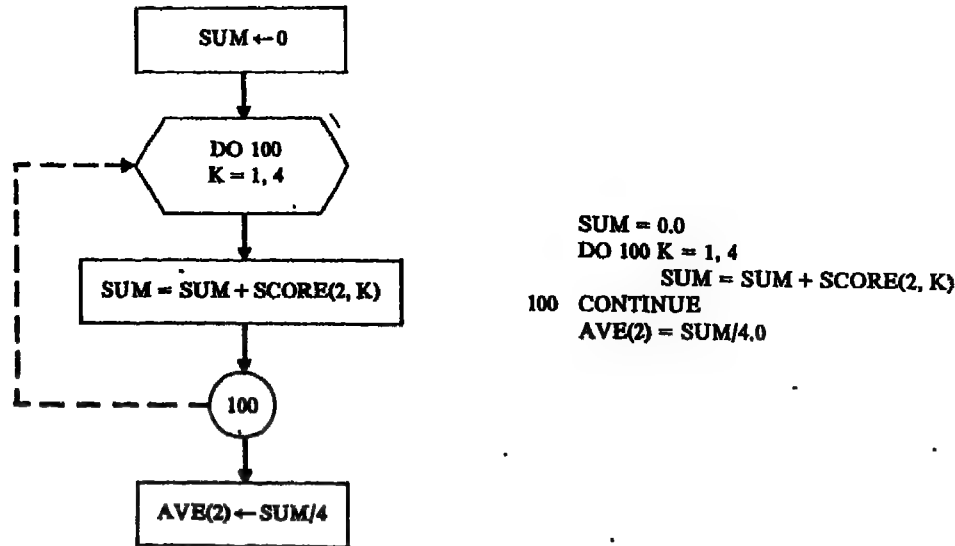 SUM ← 0
DO 100
K = 1, 4
SUM = SUM + SCORE(2, K)
100
AVE(2) ← SUM/4
SUM = 0.0
DO 100 K = 1, 4
SUM = SUM + SCORE(2, K)
100 CONTINUE
AVE(2) = SUM/4.0